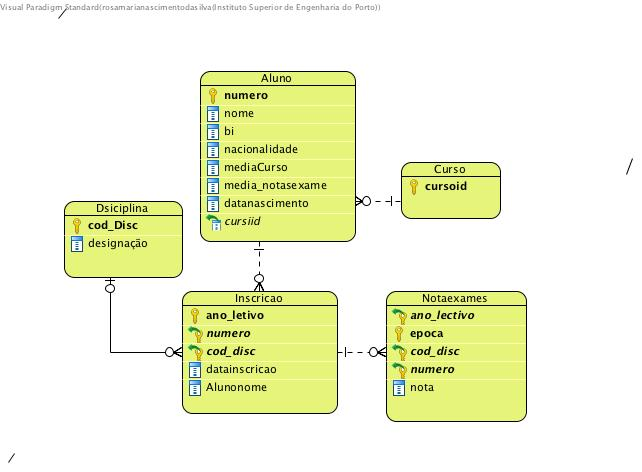 Visual Paradigm Standard(rosamarianascimentodasilva(Instituto Superior de Engenharia do Porto))
Aluno
numero
nome
bi
nacionalidade
mediaCurso
media_notasexame
datanascimento
cursiid
Curso
cursoid
Dsiciplina
cod_Disc
designação
Inscricao
ano_letivo
numero
cod_disc
datainscricao
Alunonome
Notaexames
ano_lectivo
epoca
cod_disc
numero
nota